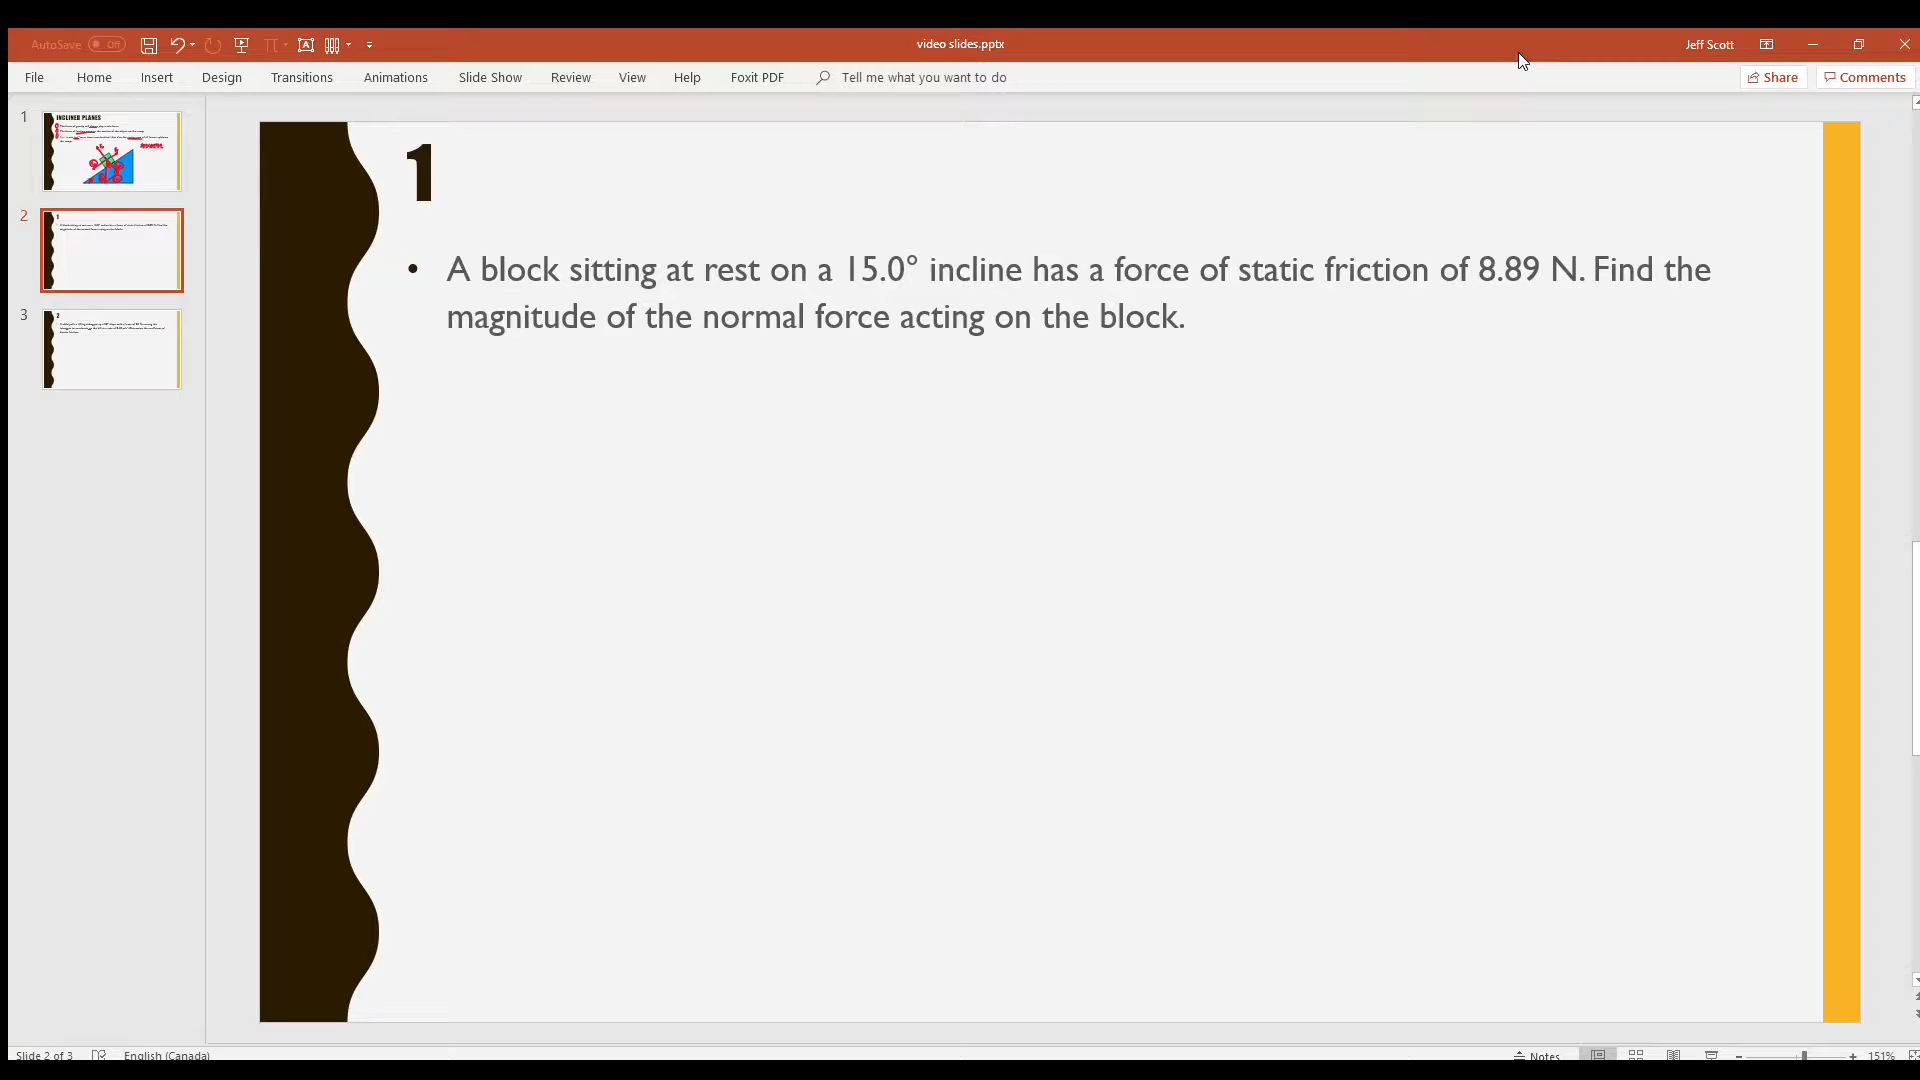 AutoSave Off
video slides.pptx
Jeff Scott
File Home Insert Design Transitions Animations Slide Show Review View Help Foxit PDF Tell me what you want to do Share Comments
1
INCLINED PLANES
2
3
1
• A block sitting at rest on a 15.0° incline has a force of static friction of 8.89 N. Find the
magnitude of the normal force acting on the block.
Slide 2 of 3 English (Canada) Notes 151%